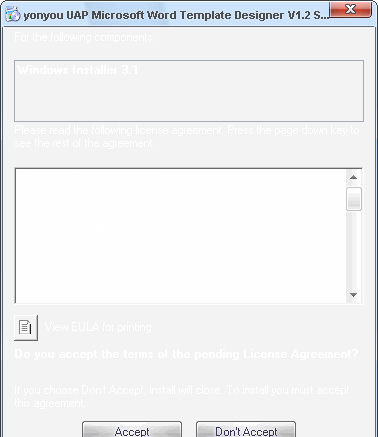 yonyou UAP Microsoft Word Template Designer V1.2 S...
For the following components:
Windows Installer 3.1
Please read the following license agreement. Press the page down key to
see the rest of the agreement.
View EULA for printing
Do you accept the terms of the pending License Agreement?
If you choose Don't Accept, install will close. To install you must accept
this agreement.
Accept
Don't Accept